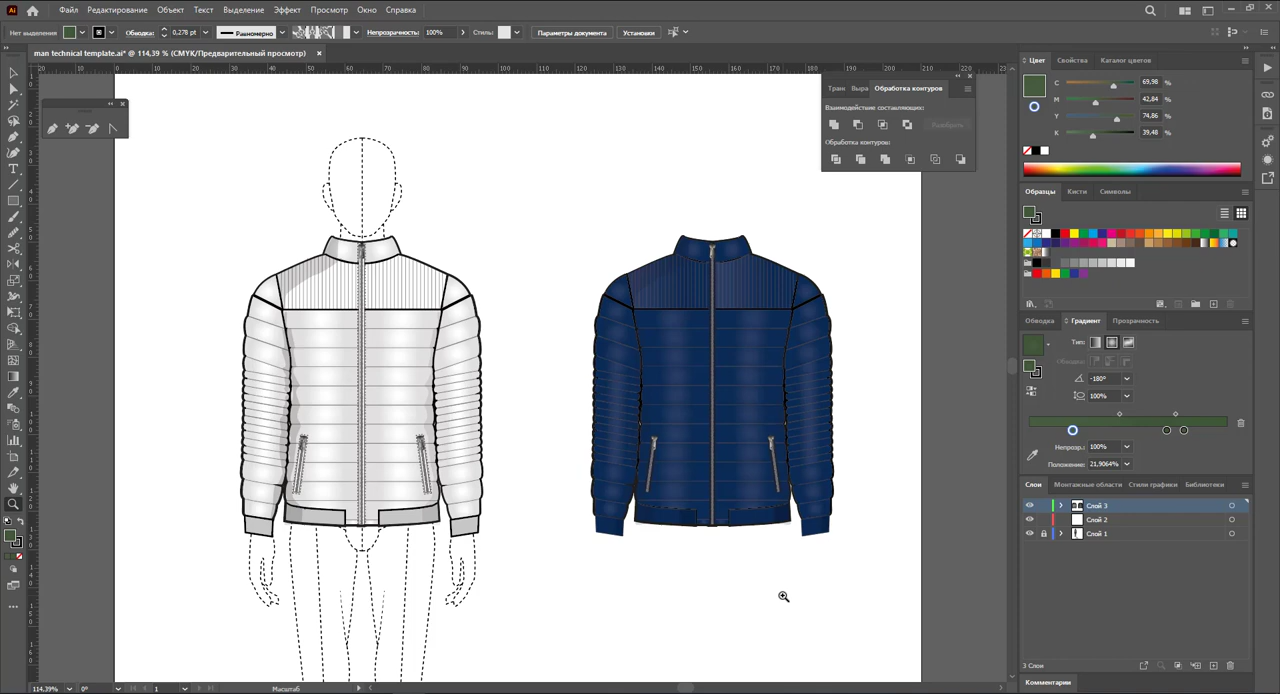 Ai Файл Редактирование Объект Текст Выделение Эффект Просмотр Окно Справка
Нет выделения Обводка: 0,278 pt Равномерно Непрозрачность: 100% Стиль: Параметры документа Установки
man technical template.ai* @ 114,39 % (CMYK/Предварительный просмотр) ×
Тран Выра Обработка контуров
Взаимодействие составляющих:
Разобрать
Обработка контуров:
Цвет Свойства Каталог цветов
C 69,98 %
M 42,84 %
Y 74,86 %
K 39,48 %
Образцы Кисти Символы
Обводка Градиент Прозрачность
Тип:
Обводка:
-180°
100%
Непрозр.: 100%
Положение: 21,9064%
Слои Монтажные области Стили графики Библиотеки
Слой 3
Слой 2
Слой 1
3 Слои
Комментарии
114,39% 0° 1 Масштаб